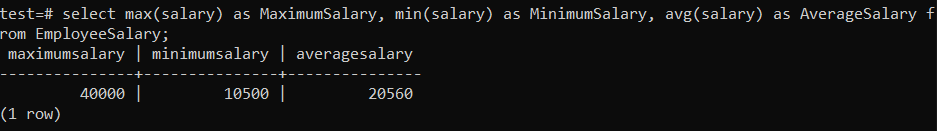 test=# select max(salary) as MaximumSalary, min(salary) as MinimumSalary, avg(salary) as AverageSalary f
rom EmployeeSalary;
 maximumsalary | minimumsalary | averagesalary
---------------+---------------+---------------
         40000 |         10500 |         20560
(1 row)